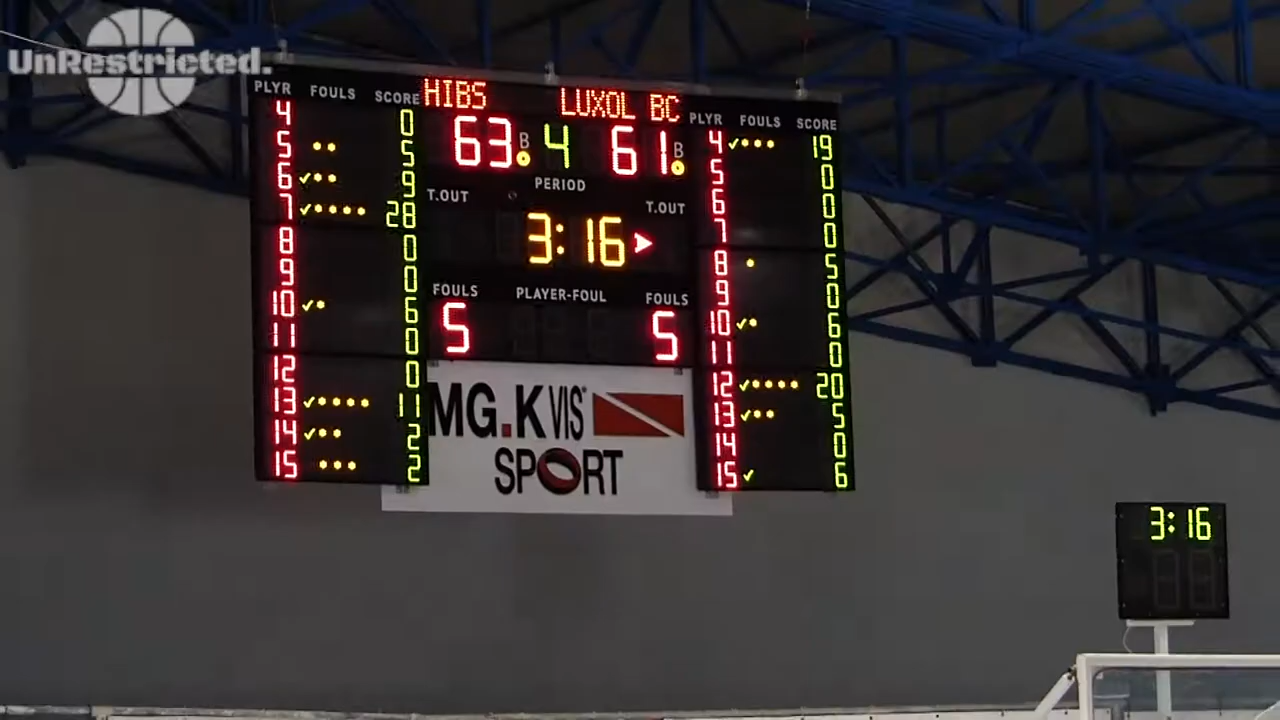 UnRestricted.
HIBS LUXOL BC
PLYR FOULS SCORE
4 0
5 5
6 9
7 28
8 0
9 0
10 6
11 0
12 0
13 11
14 2
15 2
63 B 4 61 B
PERIOD
T.OUT T.OUT
3:16
FOULS PLAYER-FOUL FOULS
5 5
MG.KVIS®
SPORT
PLYR FOULS SCORE
4 19
5 0
6 0
7 0
8 5
9 0
10 6
11 0
12 20
13 5
14 0
15 6
3:16